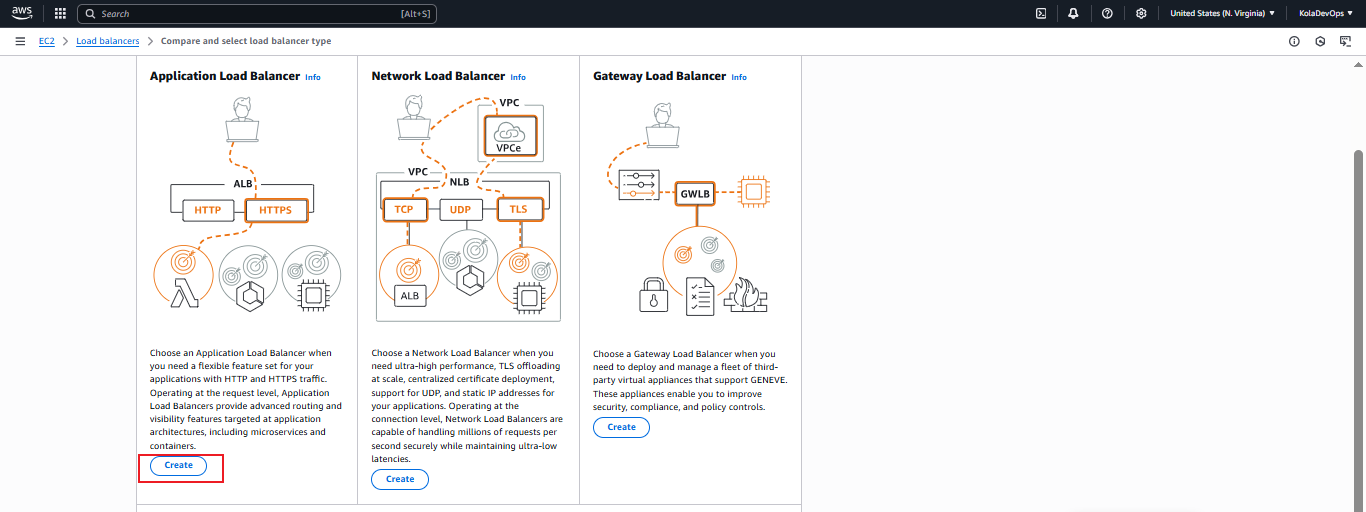 aws
Search
[Alt+S]
United States (N. Virginia)
KolaDevOps
EC2
Load balancers
Compare and select load balancer type
Application Load Balancer Info
ALB
HTTP
HTTPS
Choose an Application Load Balancer when
you need a flexible feature set for your
applications with HTTP and HTTPS traffic.
Operating at the request level, Application
Load Balancers provide advanced routing and
visibility features targeted at application
architectures, including microservices and
containers.
Create
Network Load Balancer Info
VPC
VPCe
VPC
NLB
TCP
UDP
TLS
ALB
Choose a Network Load Balancer when you
need ultra-high performance, TLS offloading
at scale, centralized certificate deployment,
support for UDP, and static IP addresses for
your applications. Operating at the
connection level, Network Load Balancers are
capable of handling millions of requests per
second securely while maintaining ultra-low
latencies.
Create
Gateway Load Balancer Info
GWLB
Choose a Gateway Load Balancer when you
need to deploy and manage a fleet of third-
party virtual appliances that support GENEVE.
These appliances enable you to improve
security, compliance, and policy controls.
Create